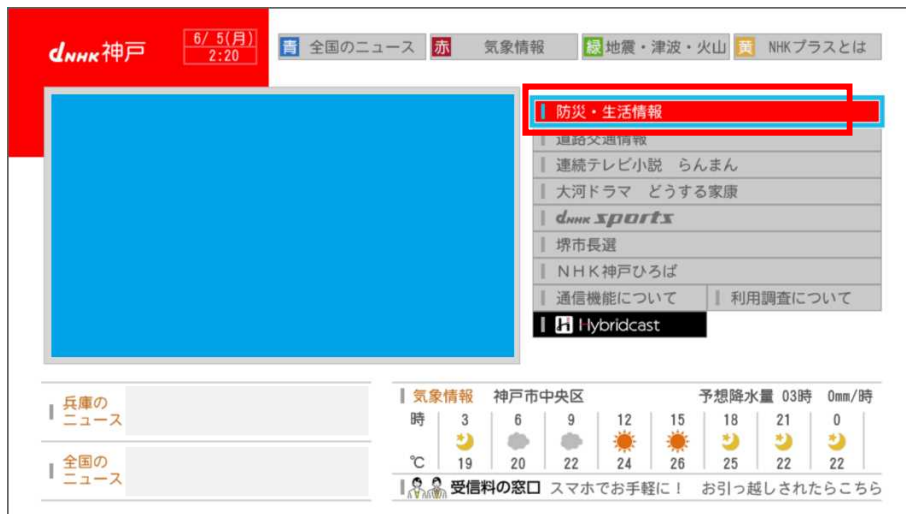 dNHK神戸
6/ 5(月)
2:20
青 全国のニュース 赤 気象情報 緑 地震・津波・火山 黄 NHKプラスとは
防災・生活情報
道路交通情報
連続テレビ小説 らんまん
大河ドラマ どうする家康
dNHK sports
堺市長選
NHK神戸ひろば
通信機能について 利用調査について
H Hybridcast
兵庫の
ニュース
全国の
ニュース
気象情報 神戸市中央区 予想降水量 03時 0mm/時
時 3 6 9 12 15 18 21 0
℃ 19 20 22 24 26 25 22 22
受信料の窓口 スマホでお手軽に! お引っ越しされたらこちら